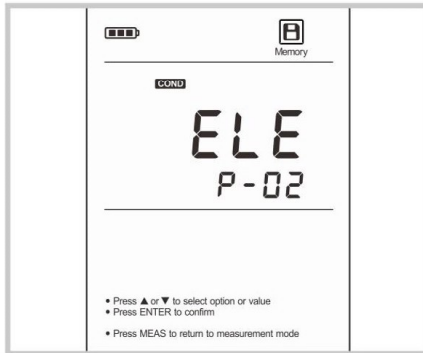 Memory
COND
ELE
P-02
• Press ▲ or ▼ to select option or value
• Press ENTER to confirm
• Press MEAS to return to measurement mode